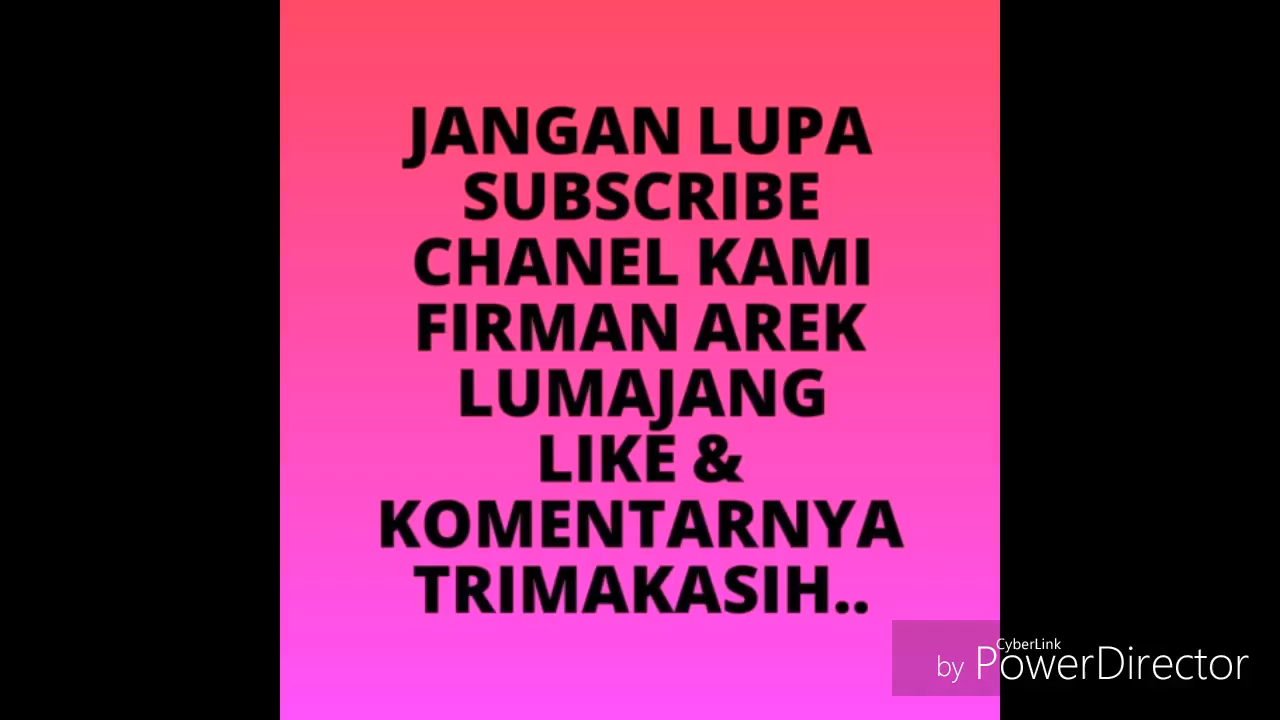 JANGAN LUPA
SUBSCRIBE
CHANEL KAMI
FIRMAN AREK
LUMAJANG
LIKE &
KOMENTARNYA
TRIMAKASIH..
CyberLink
by PowerDirector